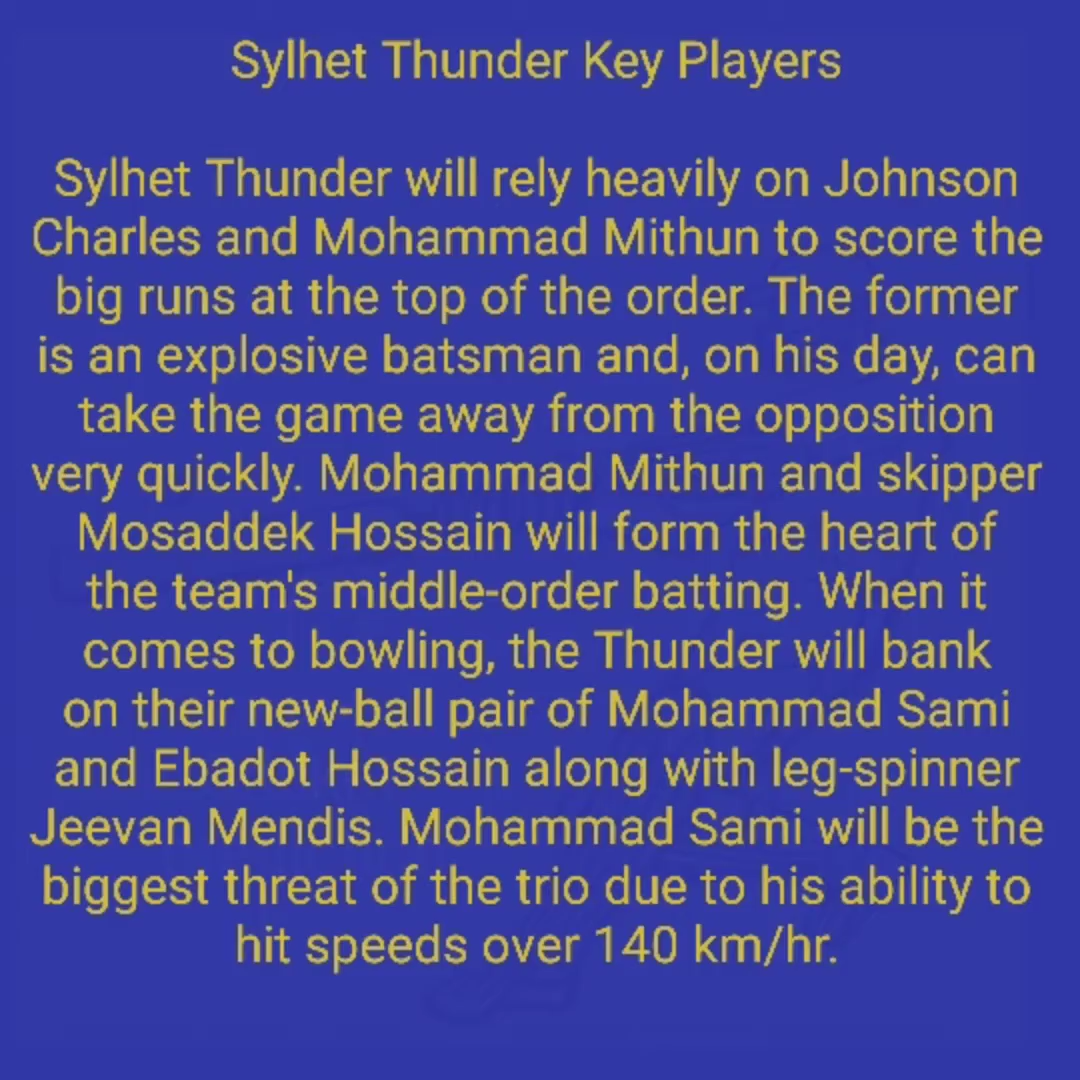 Sylhet Thunder Key Players
Sylhet Thunder will rely heavily on Johnson
Charles and Mohammad Mithun to score the
big runs at the top of the order. The former
is an explosive batsman and, on his day, can
take the game away from the opposition
very quickly. Mohammad Mithun and skipper
Mosaddek Hossain will form the heart of
the team's middle-order batting. When it
comes to bowling, the Thunder will bank
on their new-ball pair of Mohammad Sami
and Ebadot Hossain along with leg-spinner
Jeevan Mendis. Mohammad Sami will be the
biggest threat of the trio due to his ability to
hit speeds over 140 km/hr.